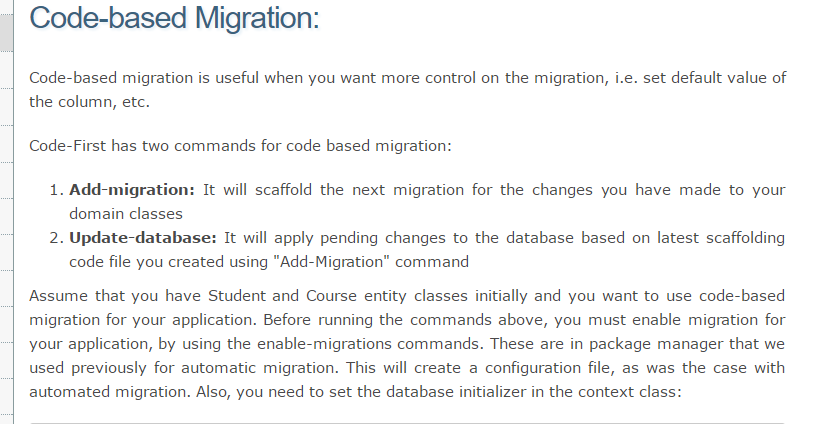 Code-based Migration:
Code-based migration is useful when you want more control on the migration, i.e. set default value of
the column, etc.
Code-First has two commands for code based migration:
1. Add-migration: It will scaffold the next migration for the changes you have made to your
domain classes
2. Update-database: It will apply pending changes to the database based on latest scaffolding
code file you created using "Add-Migration" command
Assume that you have Student and Course entity classes initially and you want to use code-based
migration for your application. Before running the commands above, you must enable migration for
your application, by using the enable-migrations commands. These are in package manager that we
used previously for automatic migration. This will create a configuration file, as was the case with
automated migration. Also, you need to set the database initializer in the context class: